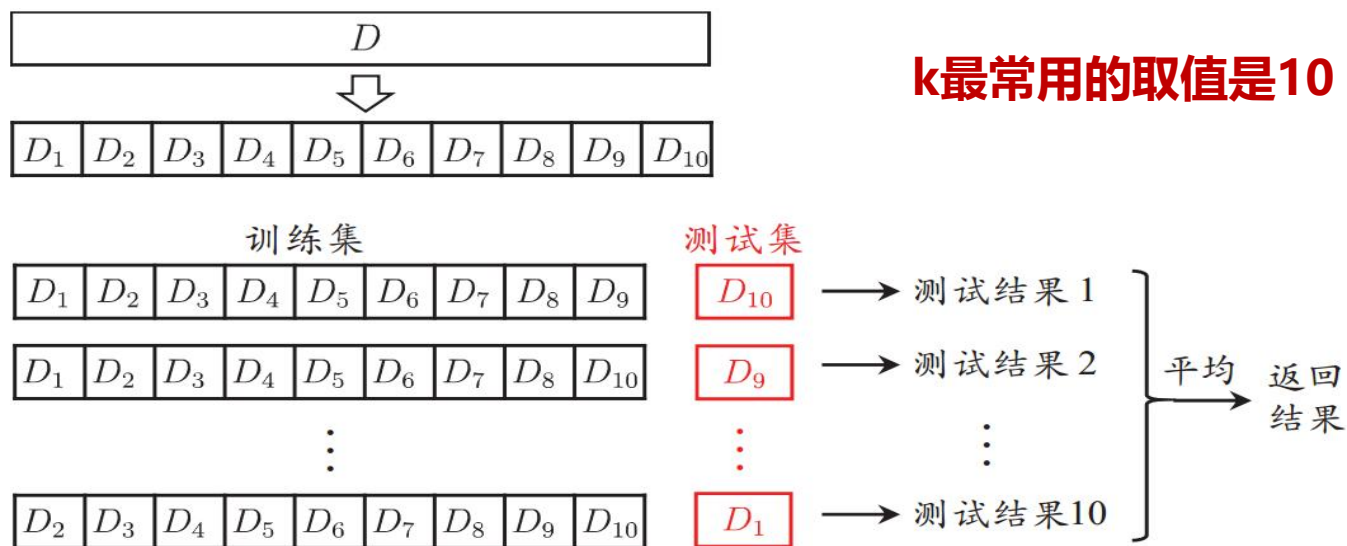 D
k最常用的取值是10
D₁ D₂ D₃ D₄ D₅ D₆ D₇ D₈ D₉ D₁₀
训练集 测试集
D₁ D₂ D₃ D₄ D₅ D₆ D₇ D₈ D₉ D₁₀ 测试结果1
D₁ D₂ D₃ D₄ D₅ D₆ D₇ D₈ D₁₀ D₉ 测试结果2
平均 返回
结果
⋮ ⋮ ⋮
D₂ D₃ D₄ D₅ D₆ D₇ D₈ D₉ D₁₀ D₁ 测试结果10